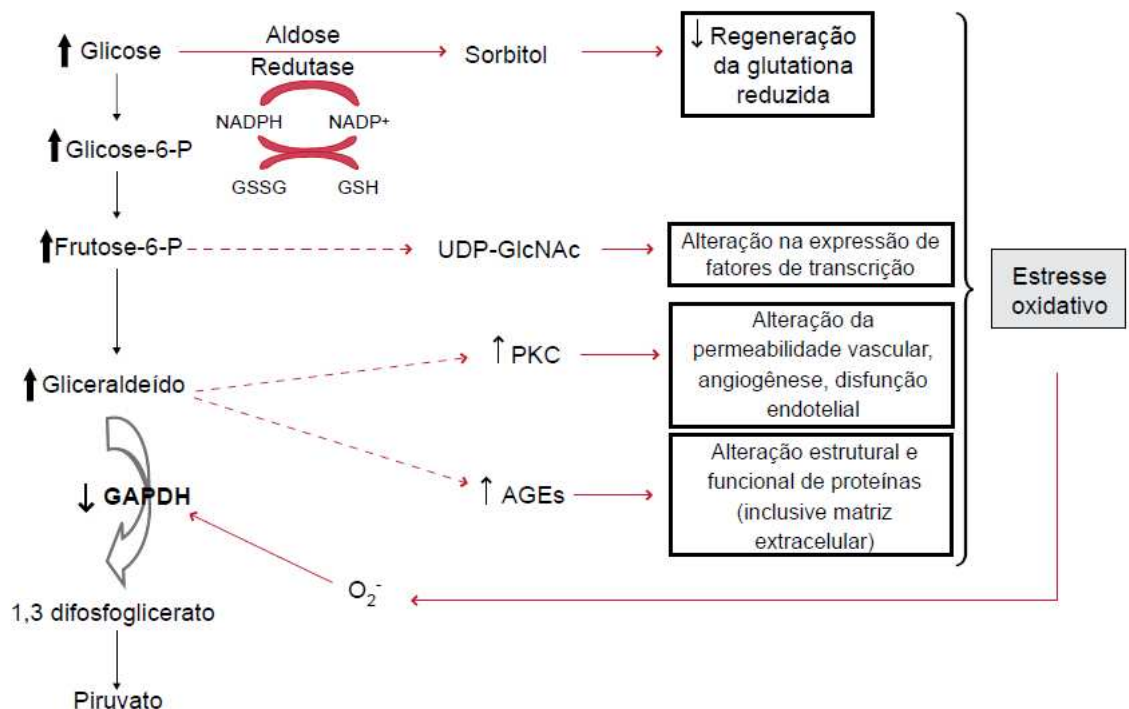 Glicose
Aldose
Redutase
Sorbitol
↓ Regeneração
da glutationa
reduzida
NADPH
NADP+
GSSG
GSH
Glicose-6-P
Frutose-6-P
UDP-GlcNAc
Alteração na expressão de
fatores de transcrição
Estresse
oxidativo
Gliceraldeído
↑ PKC
Alteração da
permeabilidade vascular,
angiogênese, disfunção
endotelial
↑ AGEs
Alteração estrutural e
funcional de proteínas
(inclusive matriz
extracelular)
↓ GAPDH
O₂⁻
1,3 difosfoglicerato
Piruvato